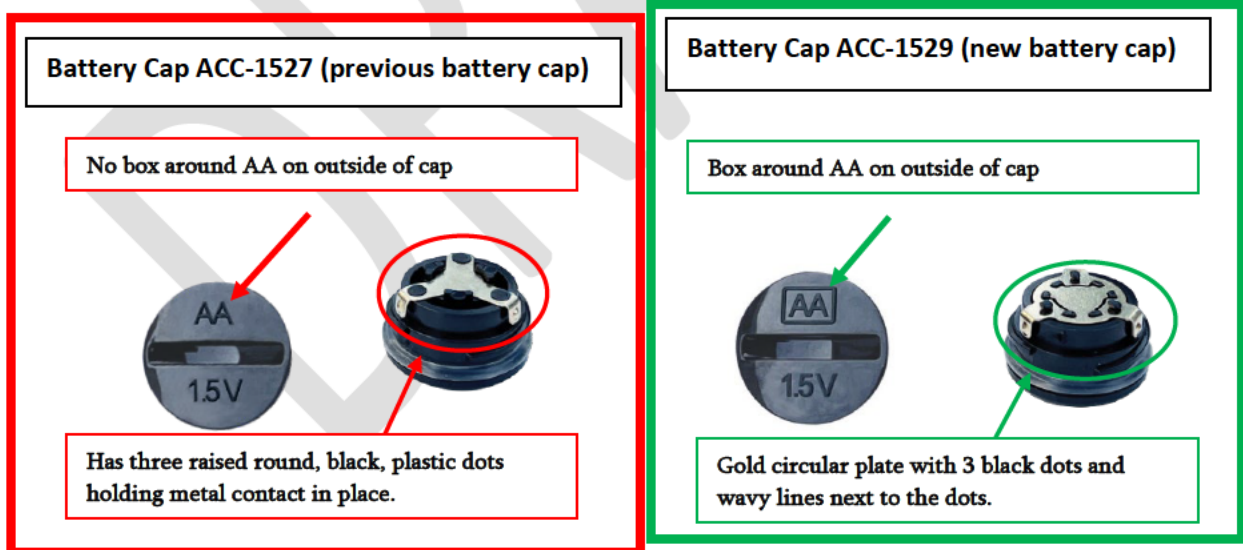 Battery Cap ACC-1527 (previous battery cap)
No box around AA on outside of cap
AA
1.5V
Has three raised round, black, plastic dots
holding metal contact in place.
Battery Cap ACC-1529 (new battery cap)
Box around AA on outside of cap
AA
1.5V
Gold circular plate with 3 black dots and
wavy lines next to the dots.